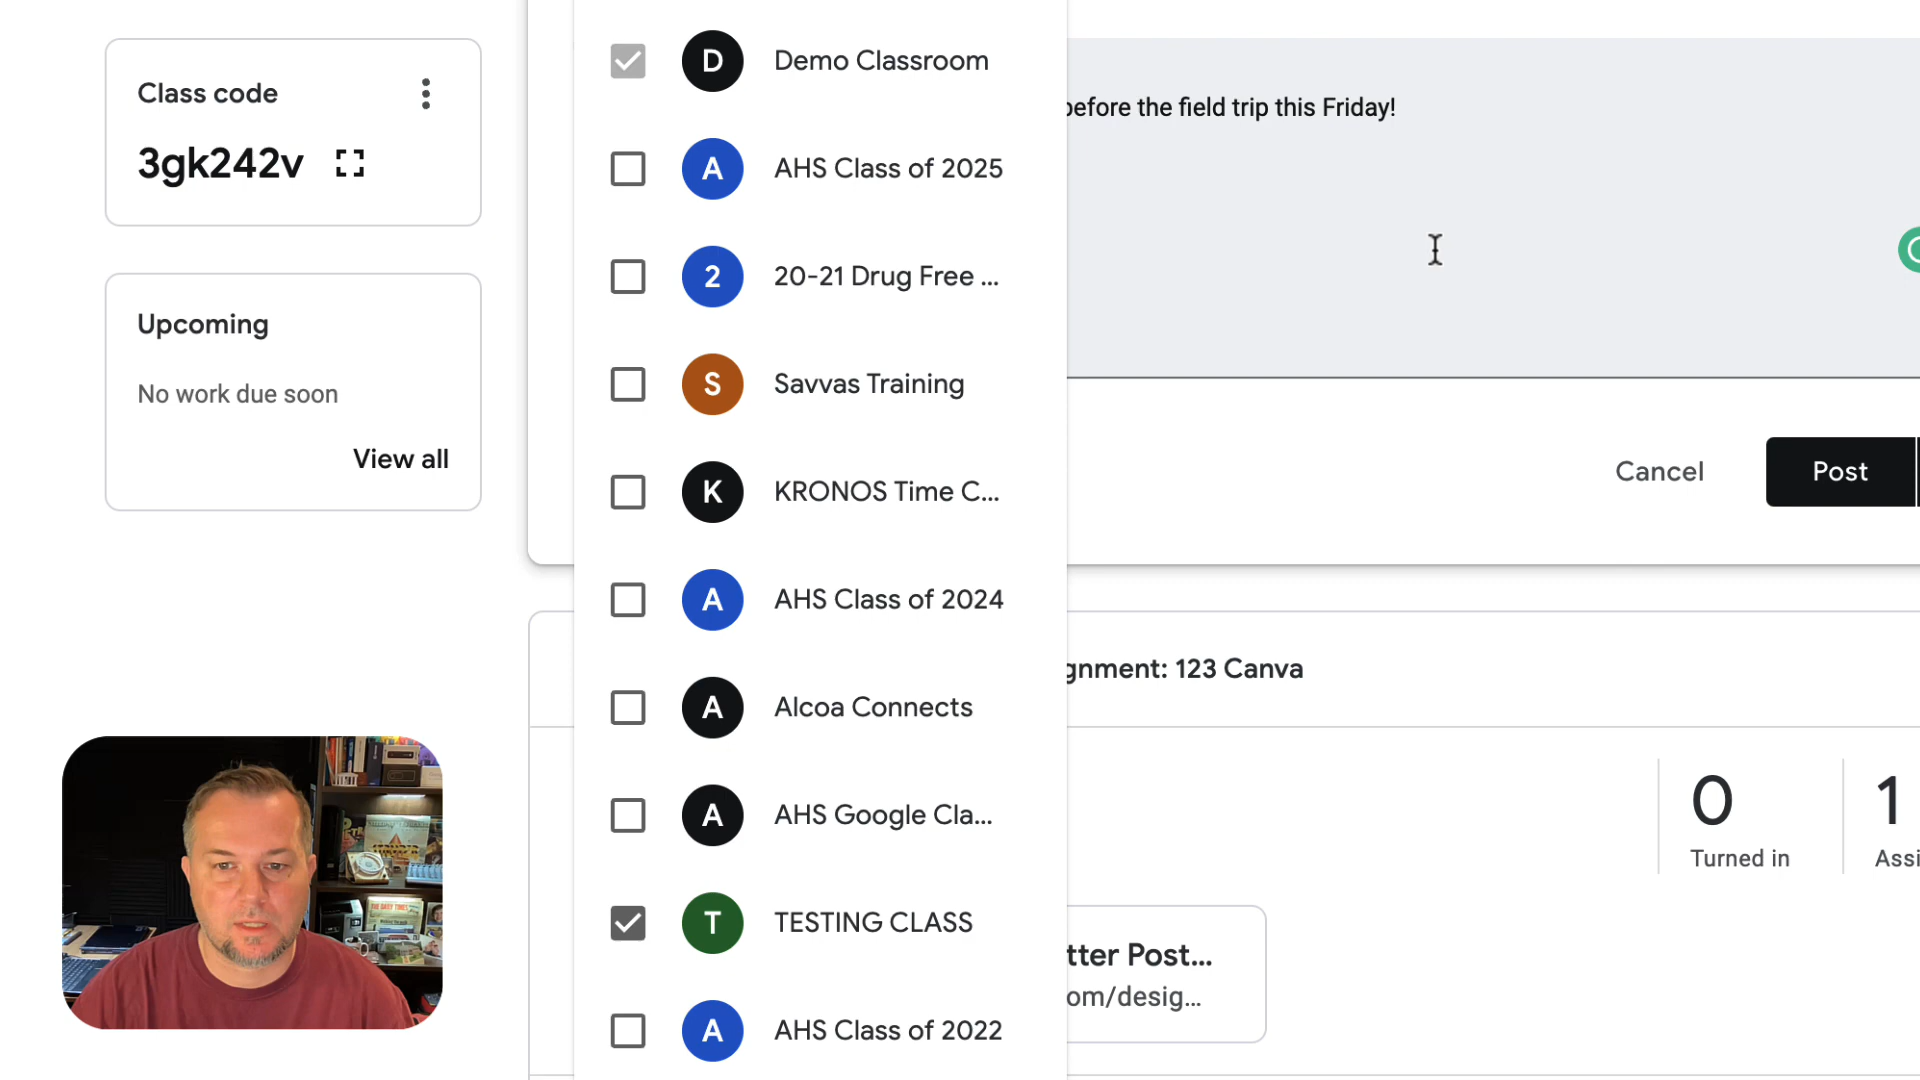 Class code
3gk242v
Upcoming
No work due soon
View all
D Demo Classroom
A AHS Class of 2025
2 20-21 Drug Free ...
S Savvas Training
K KRONOS Time C...
A AHS Class of 2024
A Alcoa Connects
A AHS Google Cla...
T TESTING CLASS
A AHS Class of 2022
before the field trip this Friday!
Cancel
Post
gnment: 123 Canva
0
Turned in
1
Assi
tter Post...
om/desig...